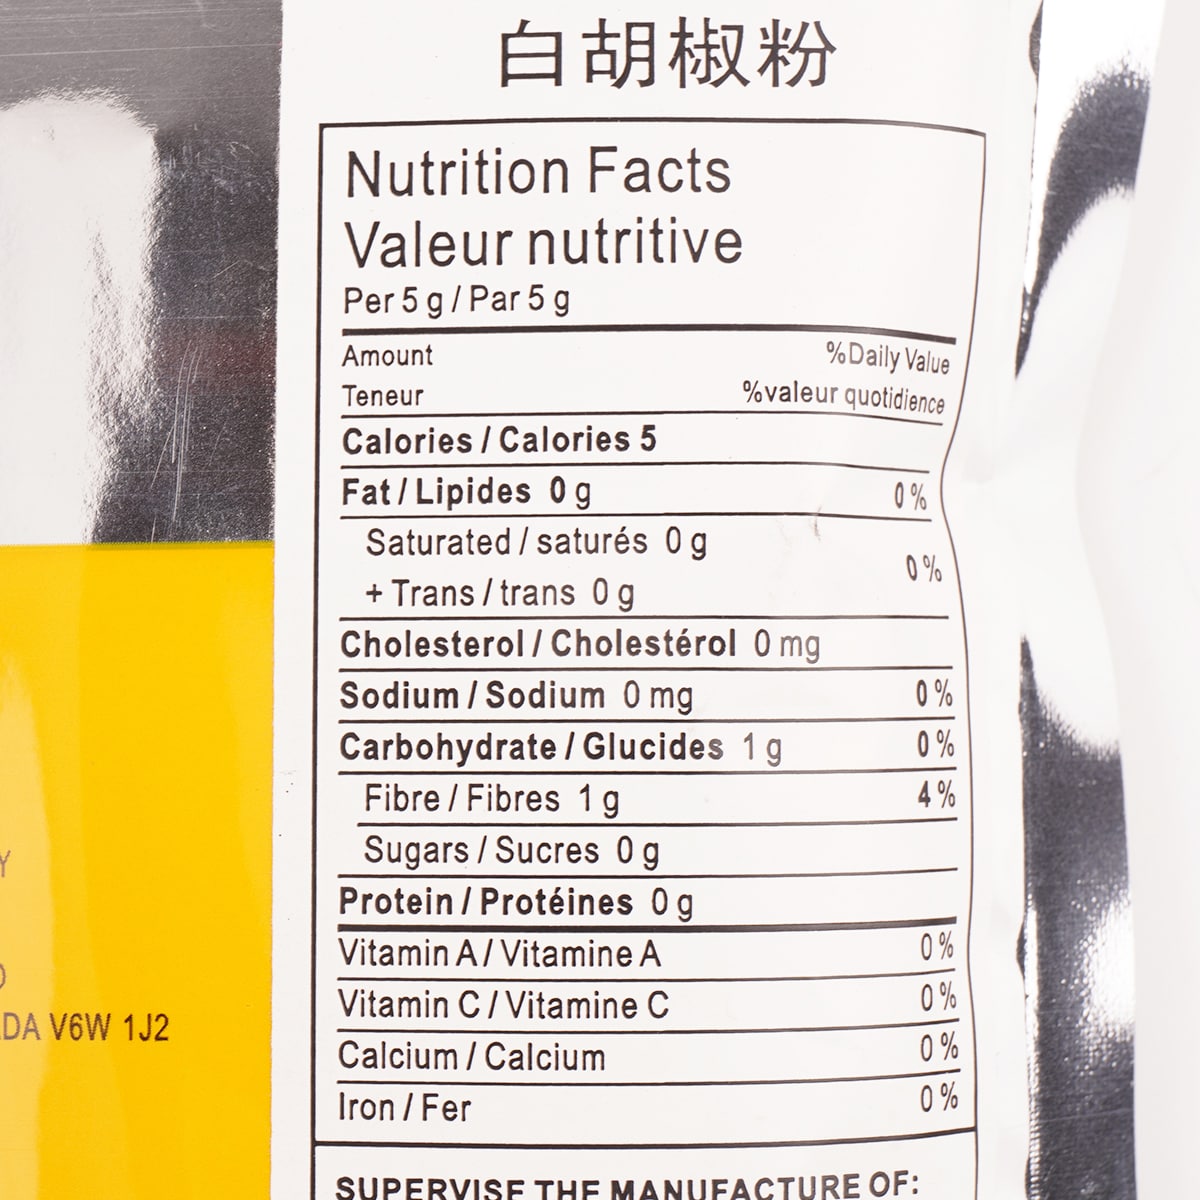 白胡椒粉
Nutrition Facts
Valeur nutritive
Per 5 g / Par 5 g
Amount % Daily Value
Teneur % valeur quotidience
Calories / Calories 5
Fat / Lipides 0 g 0 %
Saturated / saturés 0 g
+ Trans / trans 0 g 0 %
Cholesterol / Cholestérol 0 mg
Sodium / Sodium 0 mg 0 %
Carbohydrate / Glucides 1 g 0 %
Fibre / Fibres 1 g 4 %
Sugars / Sucres 0 g
Protein / Protéines 0 g
Vitamin A / Vitamine A 0 %
Vitamin C / Vitamine C 0 %
Calcium / Calcium 0 %
Iron / Fer 0 %
SUPERVISE THE MANUFACTURE OF:
Y
DA V6W 1J2